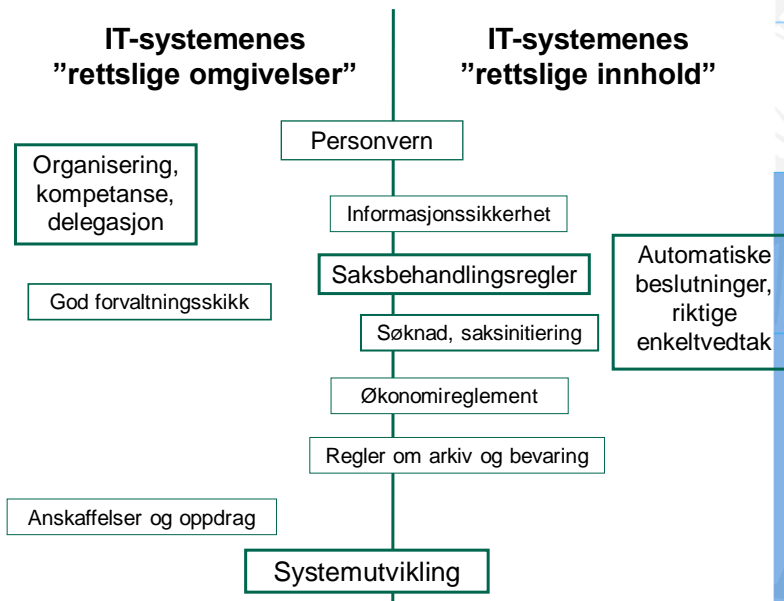 IT-systemenes
”rettslige omgivelser”
IT-systemenes
”rettslige innhold”
Personvern
Organisering,
kompetanse,
delegasjon
Informasjonssikkerhet
Automatiske
beslutninger,
riktige
enkeltvedtak
Saksbehandlingsregler
God forvaltningsskikk
Søknad, saksinitiering
Økonomireglement
Regler om arkiv og bevaring
Anskaffelser og oppdrag
Systemutvikling